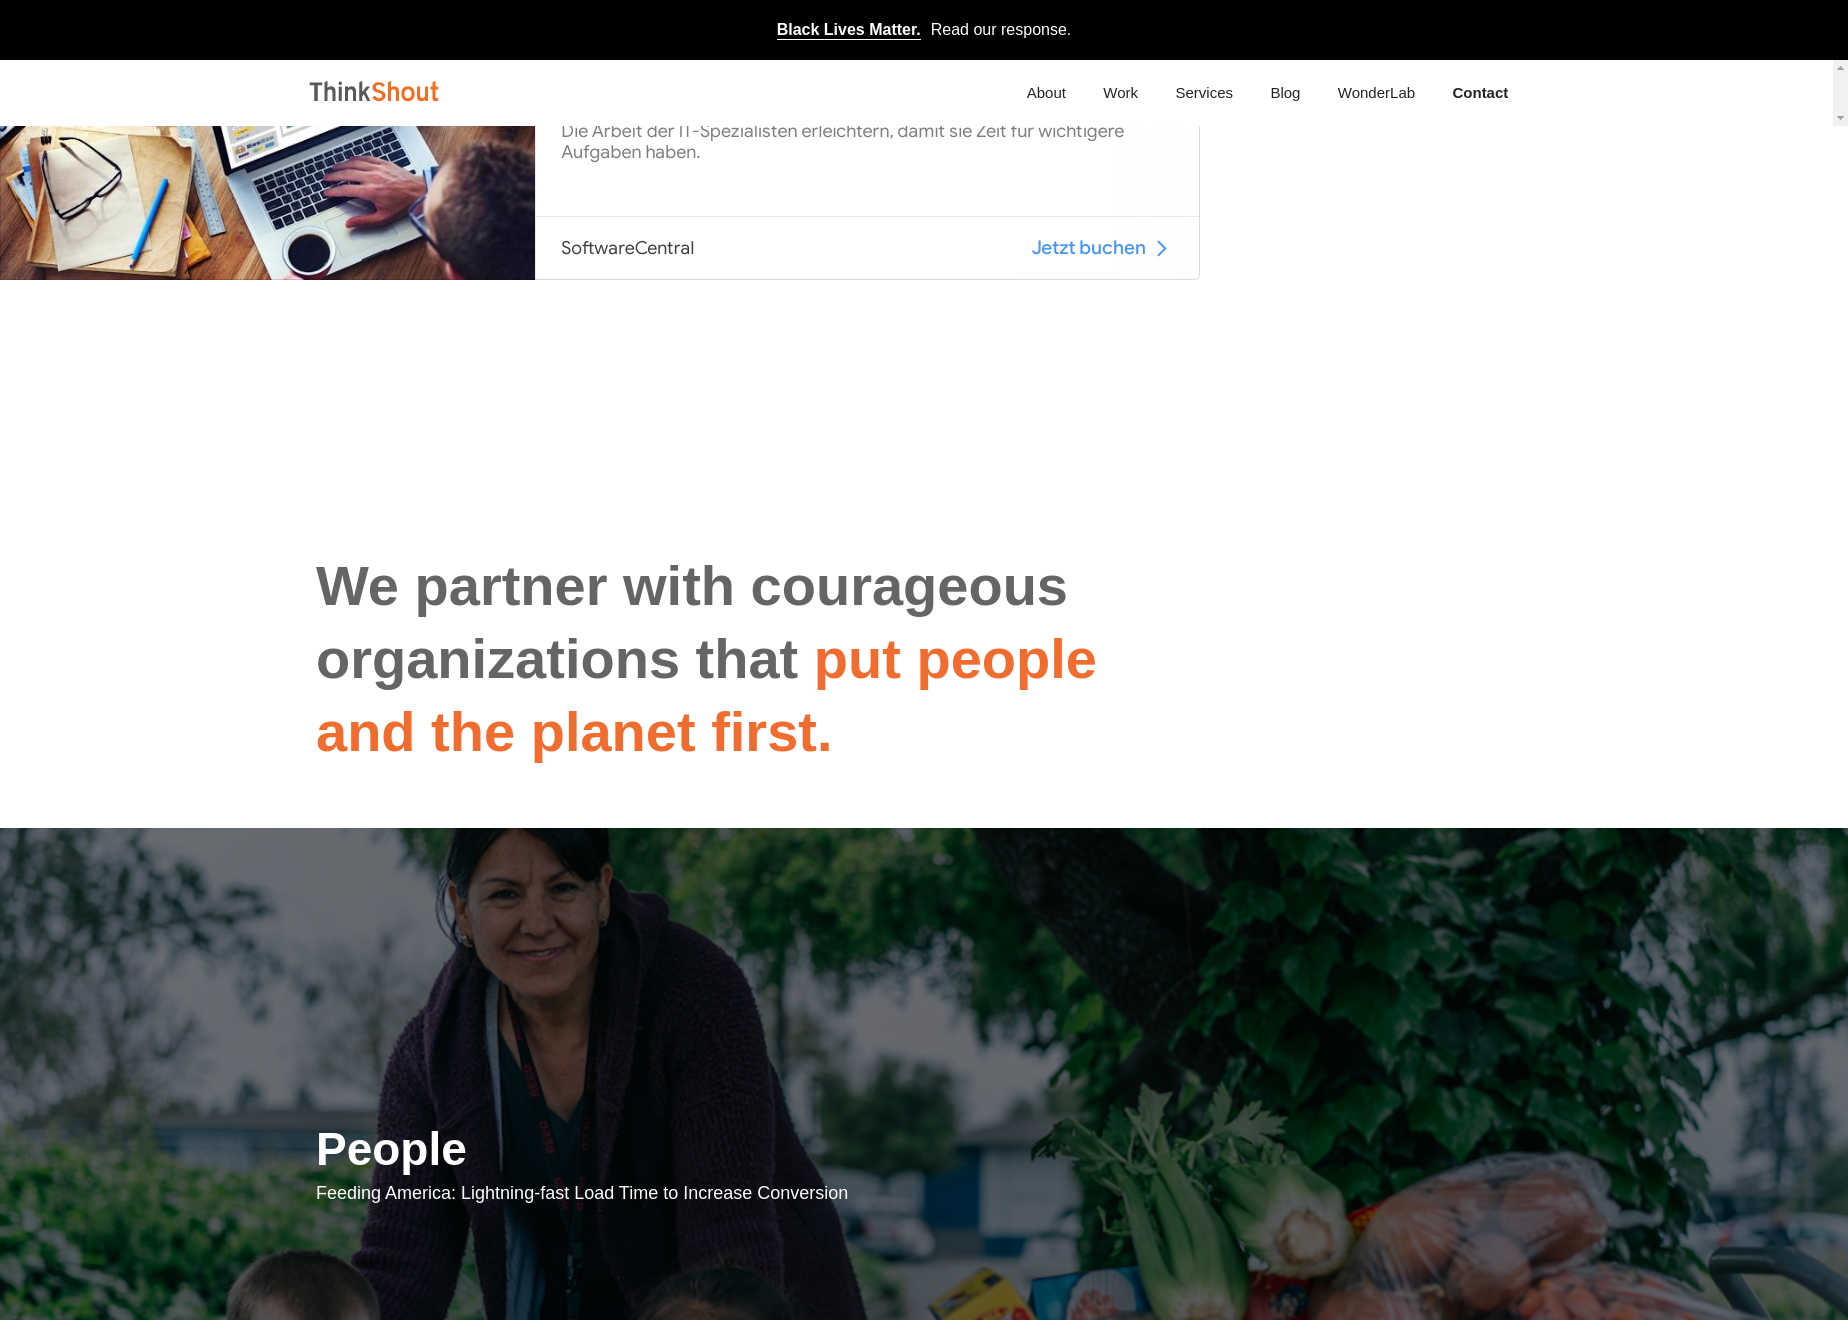 Black Lives Matter. Read our response.
ThinkShout
About Work Services Blog WonderLab Contact
Die Arbeit der IT-Spezialisten erleichtern, damit sie Zeit für wichtigere
Aufgaben haben.
SoftwareCentral
Jetzt buchen
We partner with courageous
organizations that put people
and the planet first.
People
Feeding America: Lightning-fast Load Time to Increase Conversion